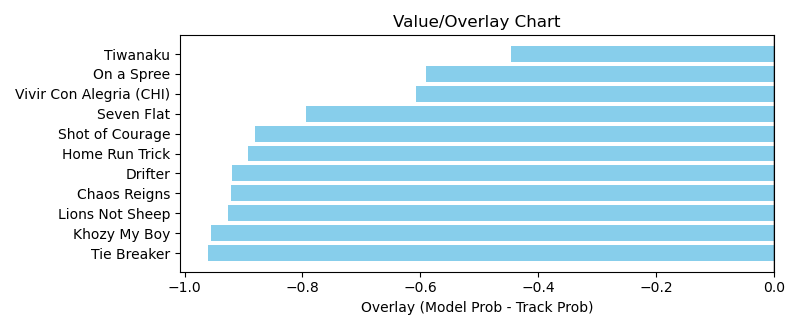 Value/Overlay Chart
Tiwanaku
On a Spree
Vivir Con Alegria (CHI)
Seven Flat
Shot of Courage
Home Run Trick
Drifter
Chaos Reigns
Lions Not Sheep
Khozy My Boy
Tie Breaker
−1.0 −0.8 −0.6 −0.4 −0.2 0.0
Overlay (Model Prob - Track Prob)